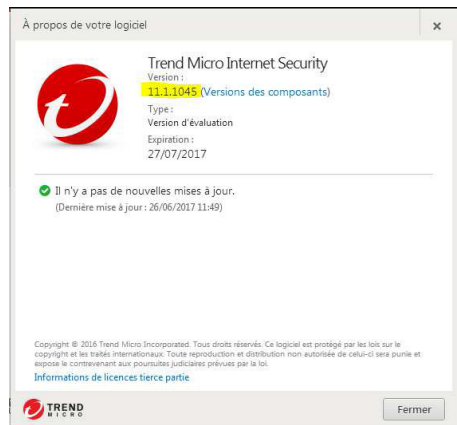 À propos de votre logiciel
Trend Micro Internet Security
Version :
11.1.1045 (Versions des composants)
Type :
Version d'évaluation
Expiration :
27/07/2017
Il n'y a pas de nouvelles mises à jour.
(Dernière mise à jour : 26/06/2017 11:49)
Copyright © 2016 Trend Micro Incorporated. Tous droits réservés. Ce logiciel est protégé par les lois sur le
copyright et les traités internationaux. Toute reproduction et distribution non autorisée de celui-ci sera punie et
expose le contrevenant aux poursuites judiciaires prévues par la loi.
Informations de licences tierce partie
TREND
MICRO
Fermer